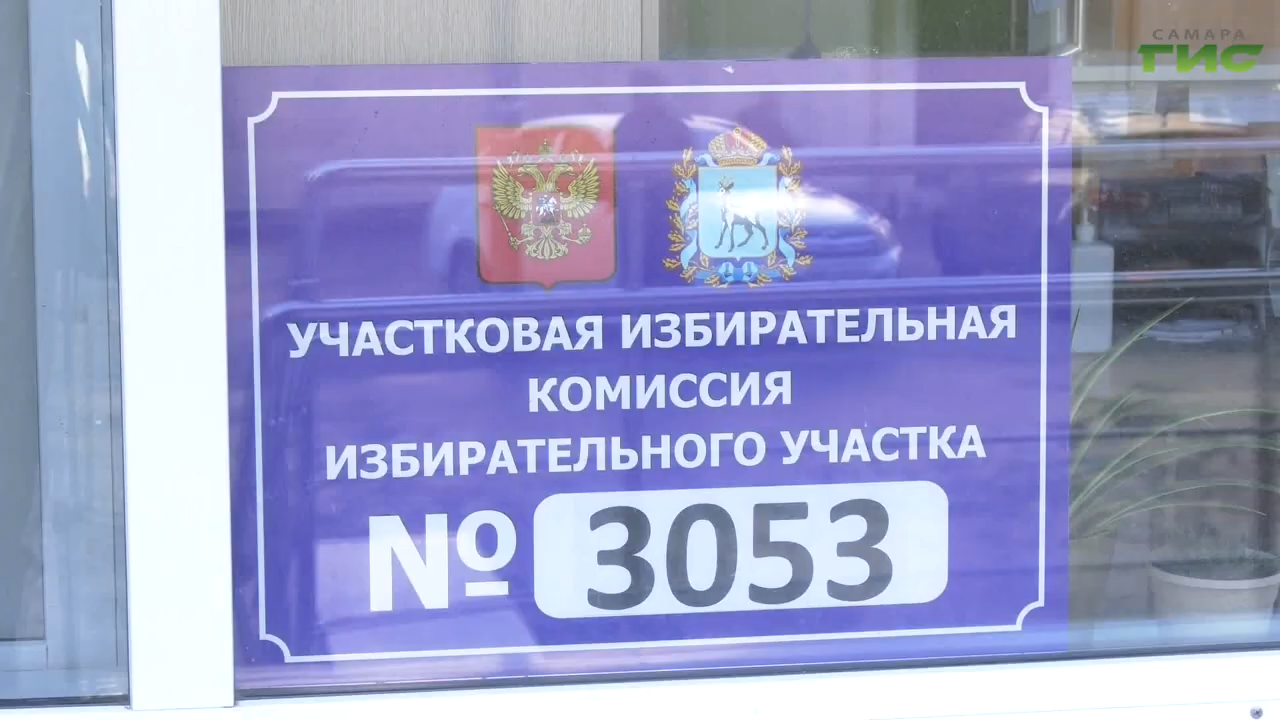 САМАРА
ГИС
УЧАСТКОВАЯ ИЗБИРАТЕЛЬНАЯ
КОМИССИЯ
ИЗБИРАТЕЛЬНОГО УЧАСТКА
№ 3053